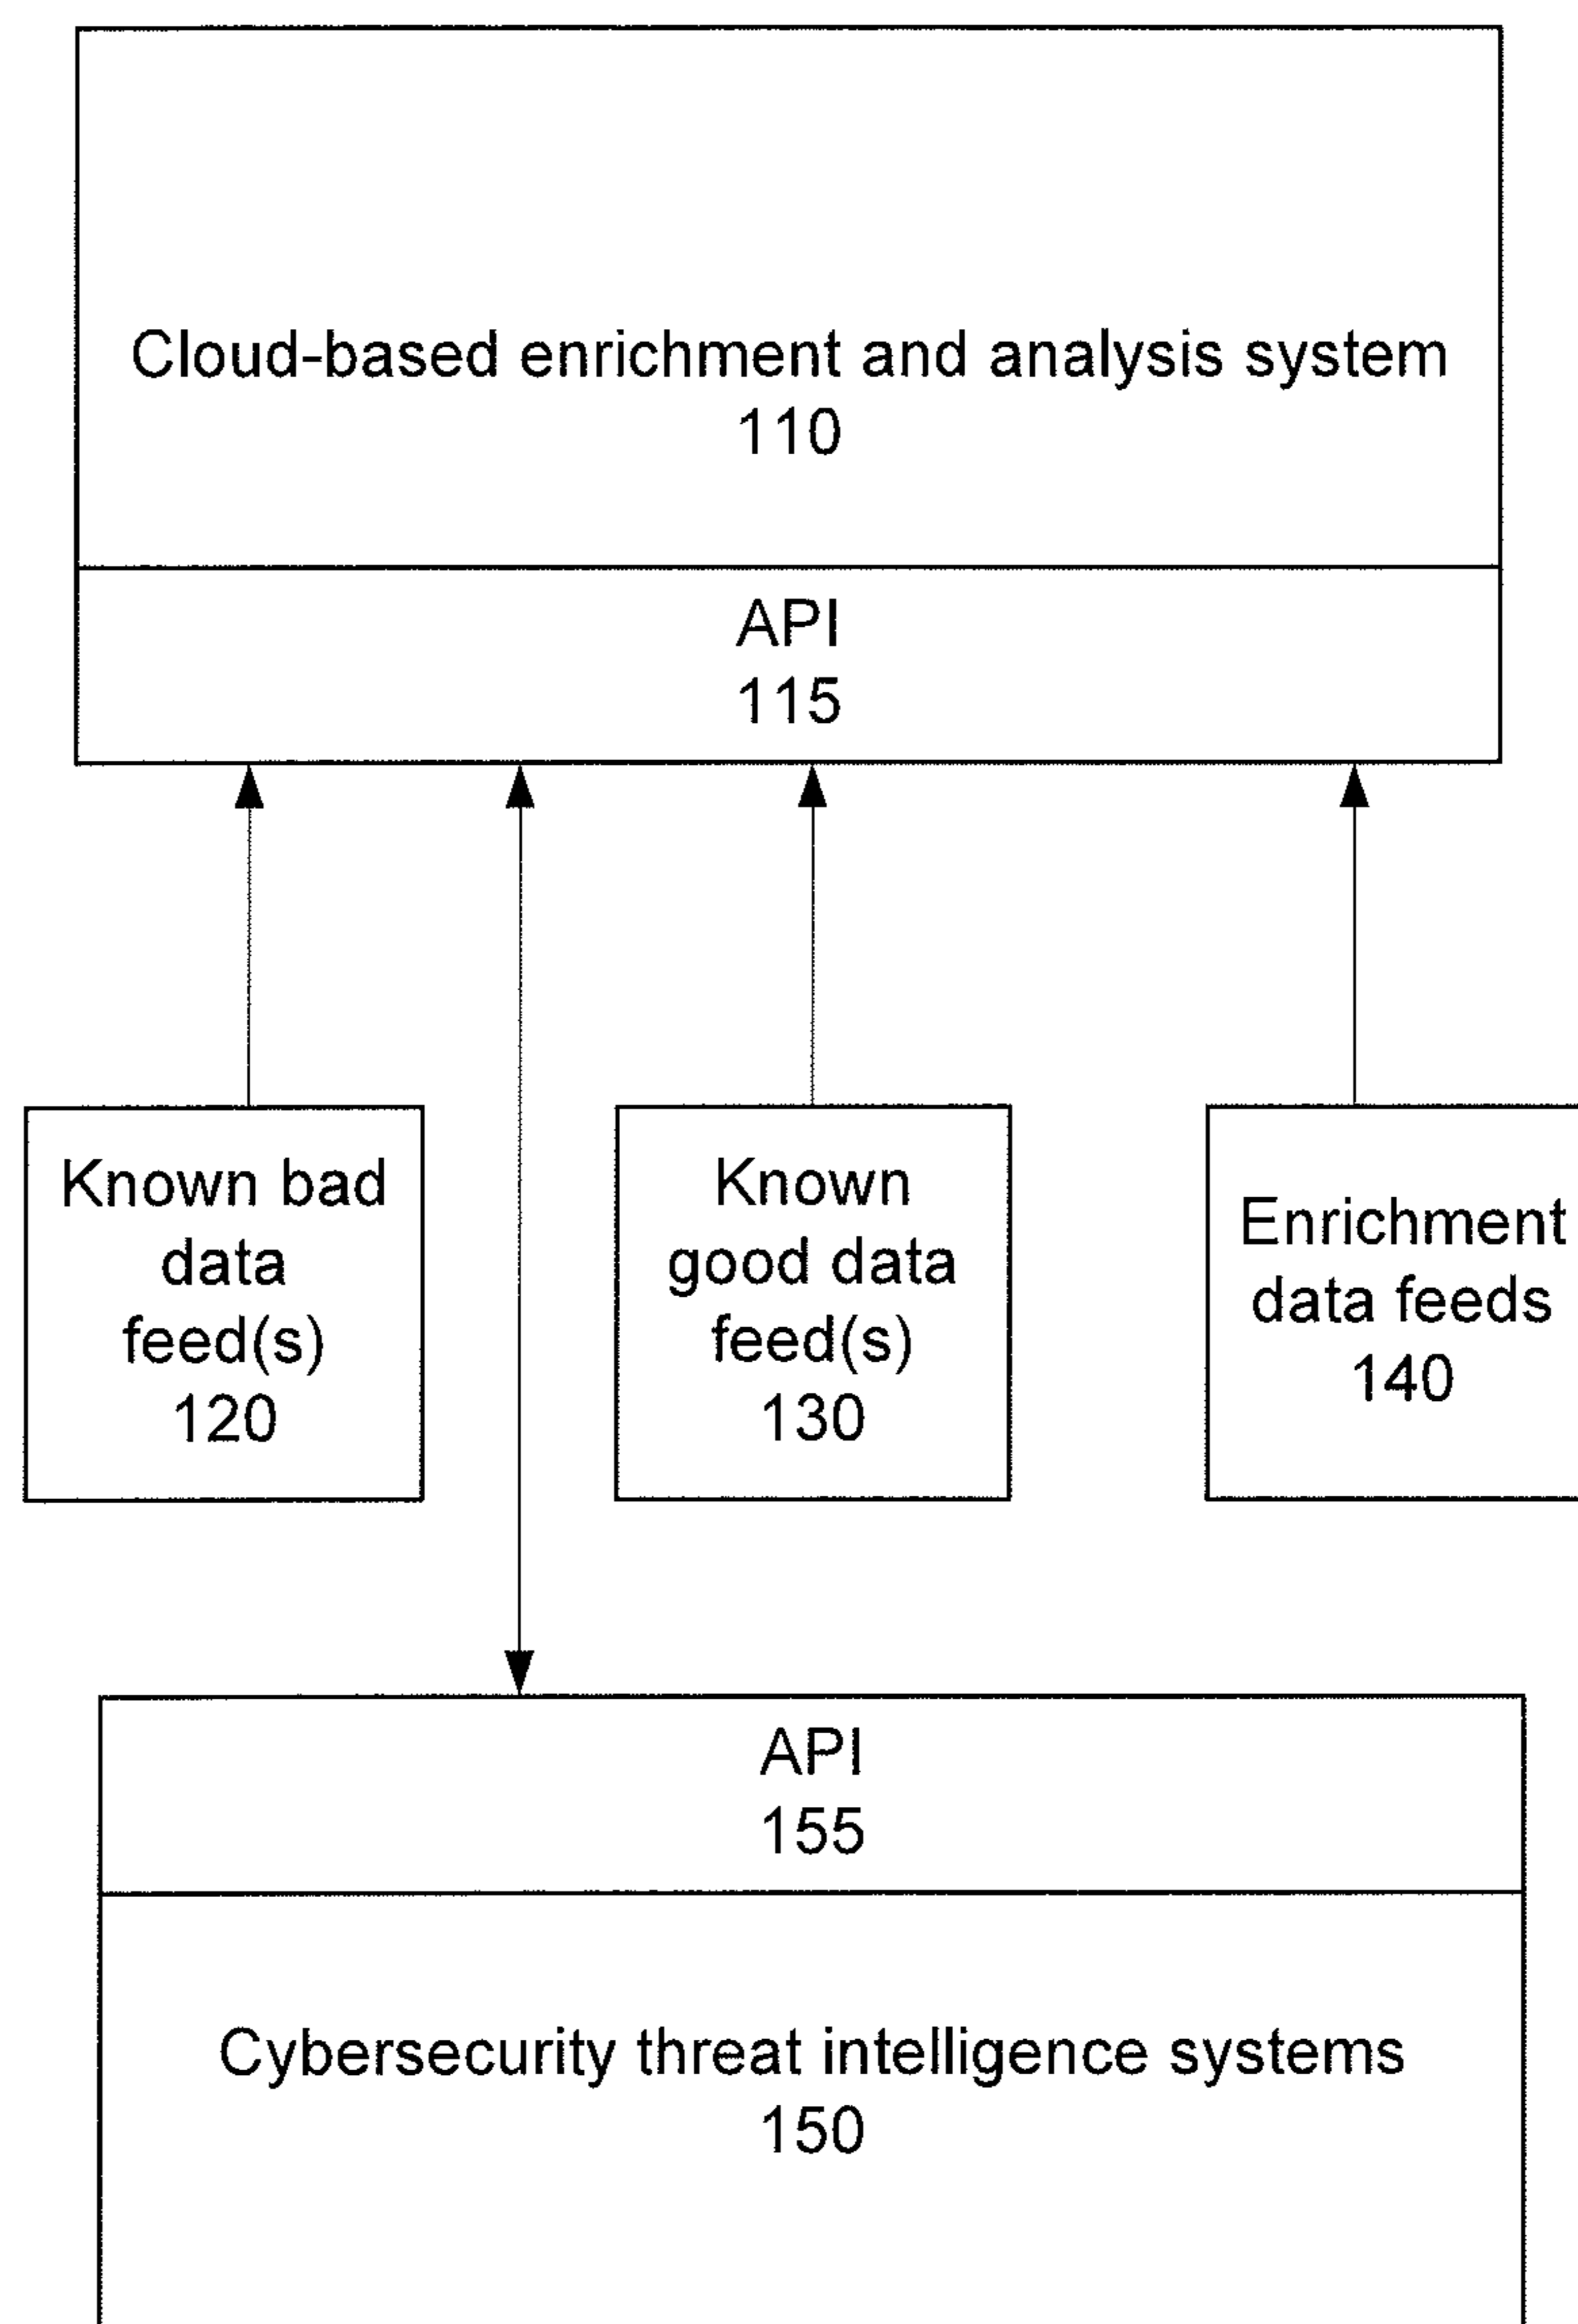 Cloud-based enrichment and analysis system
110
API
115
Known bad
data
feed(s)
120
Known
good data
feed(s)
130
Enrichment
data feeds
140
API
155
Cybersecurity threat intelligence systems
150